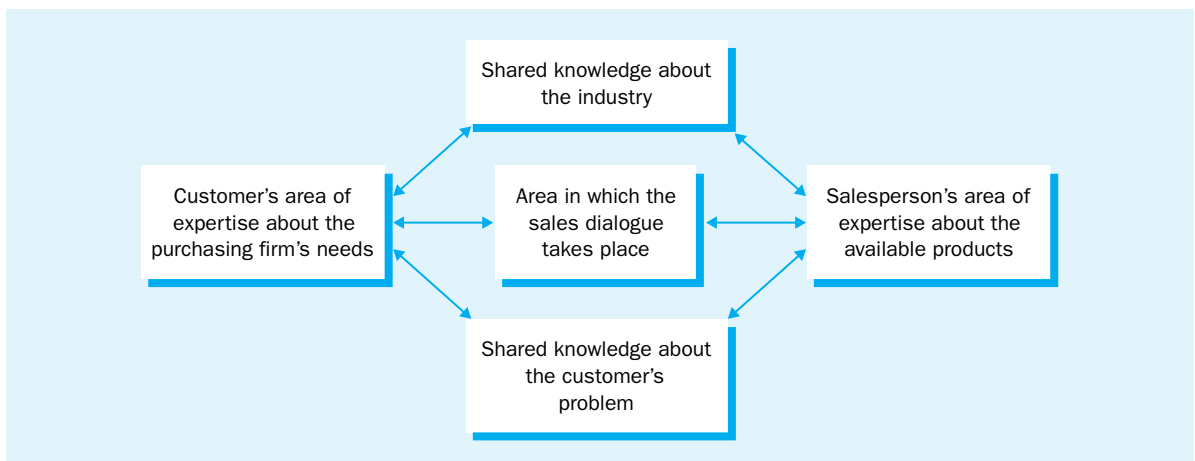 Shared knowledge about
the industry
Customer’s area of
expertise about the
purchasing firm’s needs
Area in which the
sales dialogue
takes place
Salesperson’s area of
expertise about the
available products
Shared knowledge about
the customer’s
problem